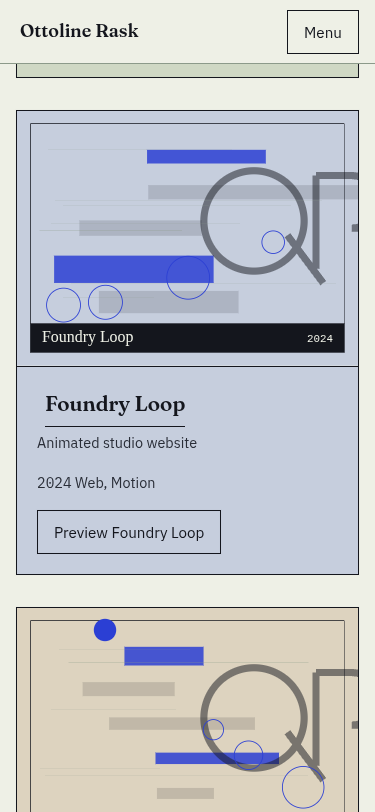 Ottoline Rask
Menu
Foundry Loop
2024
Foundry Loop
Animated studio website
2024 Web, Motion
Preview Foundry Loop